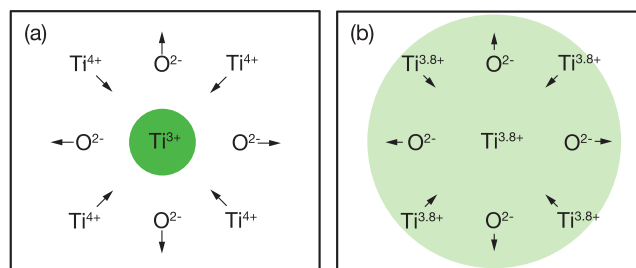 (a)
Ti⁴⁺ O²⁻ Ti⁴⁺
O²⁻ Ti³⁺ O²⁻
Ti⁴⁺ O²⁻ Ti⁴⁺
(b)
Ti³·⁸⁺ O²⁻ Ti³·⁸⁺
O²⁻ Ti³·⁸⁺ O²⁻
Ti³·⁸⁺ O²⁻ Ti³·⁸⁺